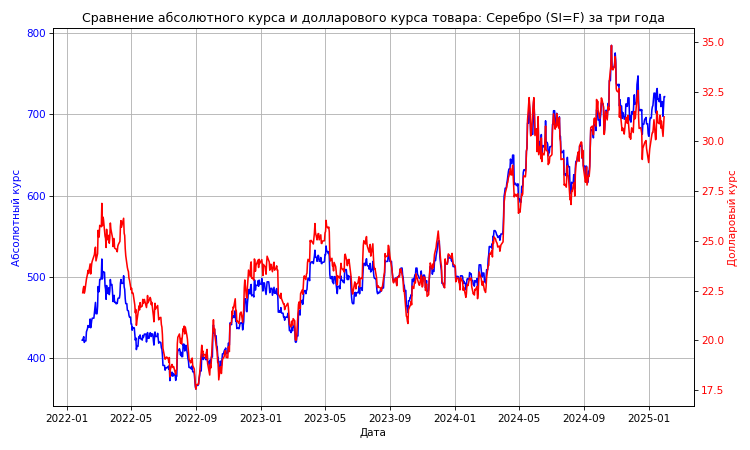 Сравнение абсолютного курса и долларового курса товара: Серебро (SI=F) за три года
800
700
600
500
400
Абсолютный курс
35.0
32.5
30.0
27.5
25.0
22.5
20.0
17.5
Долларовый курс
2022-01 2022-05 2022-09 2023-01 2023-05 2023-09 2024-01 2024-05 2024-09 2025-01
Дата